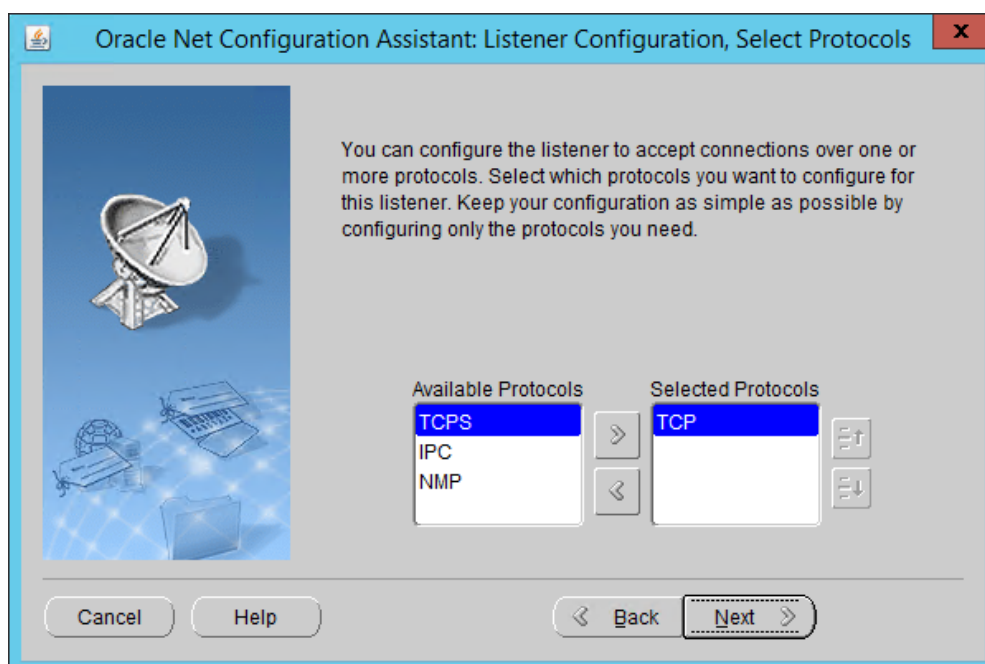 Oracle Net Configuration Assistant: Listener Configuration, Select Protocols
You can configure the listener to accept connections over one or
more protocols. Select which protocols you want to configure for
this listener. Keep your configuration as simple as possible by
configuring only the protocols you need.
Available Protocols
TCPS
IPC
NMP
Selected Protocols
TCP
Cancel
Help
Back
Next